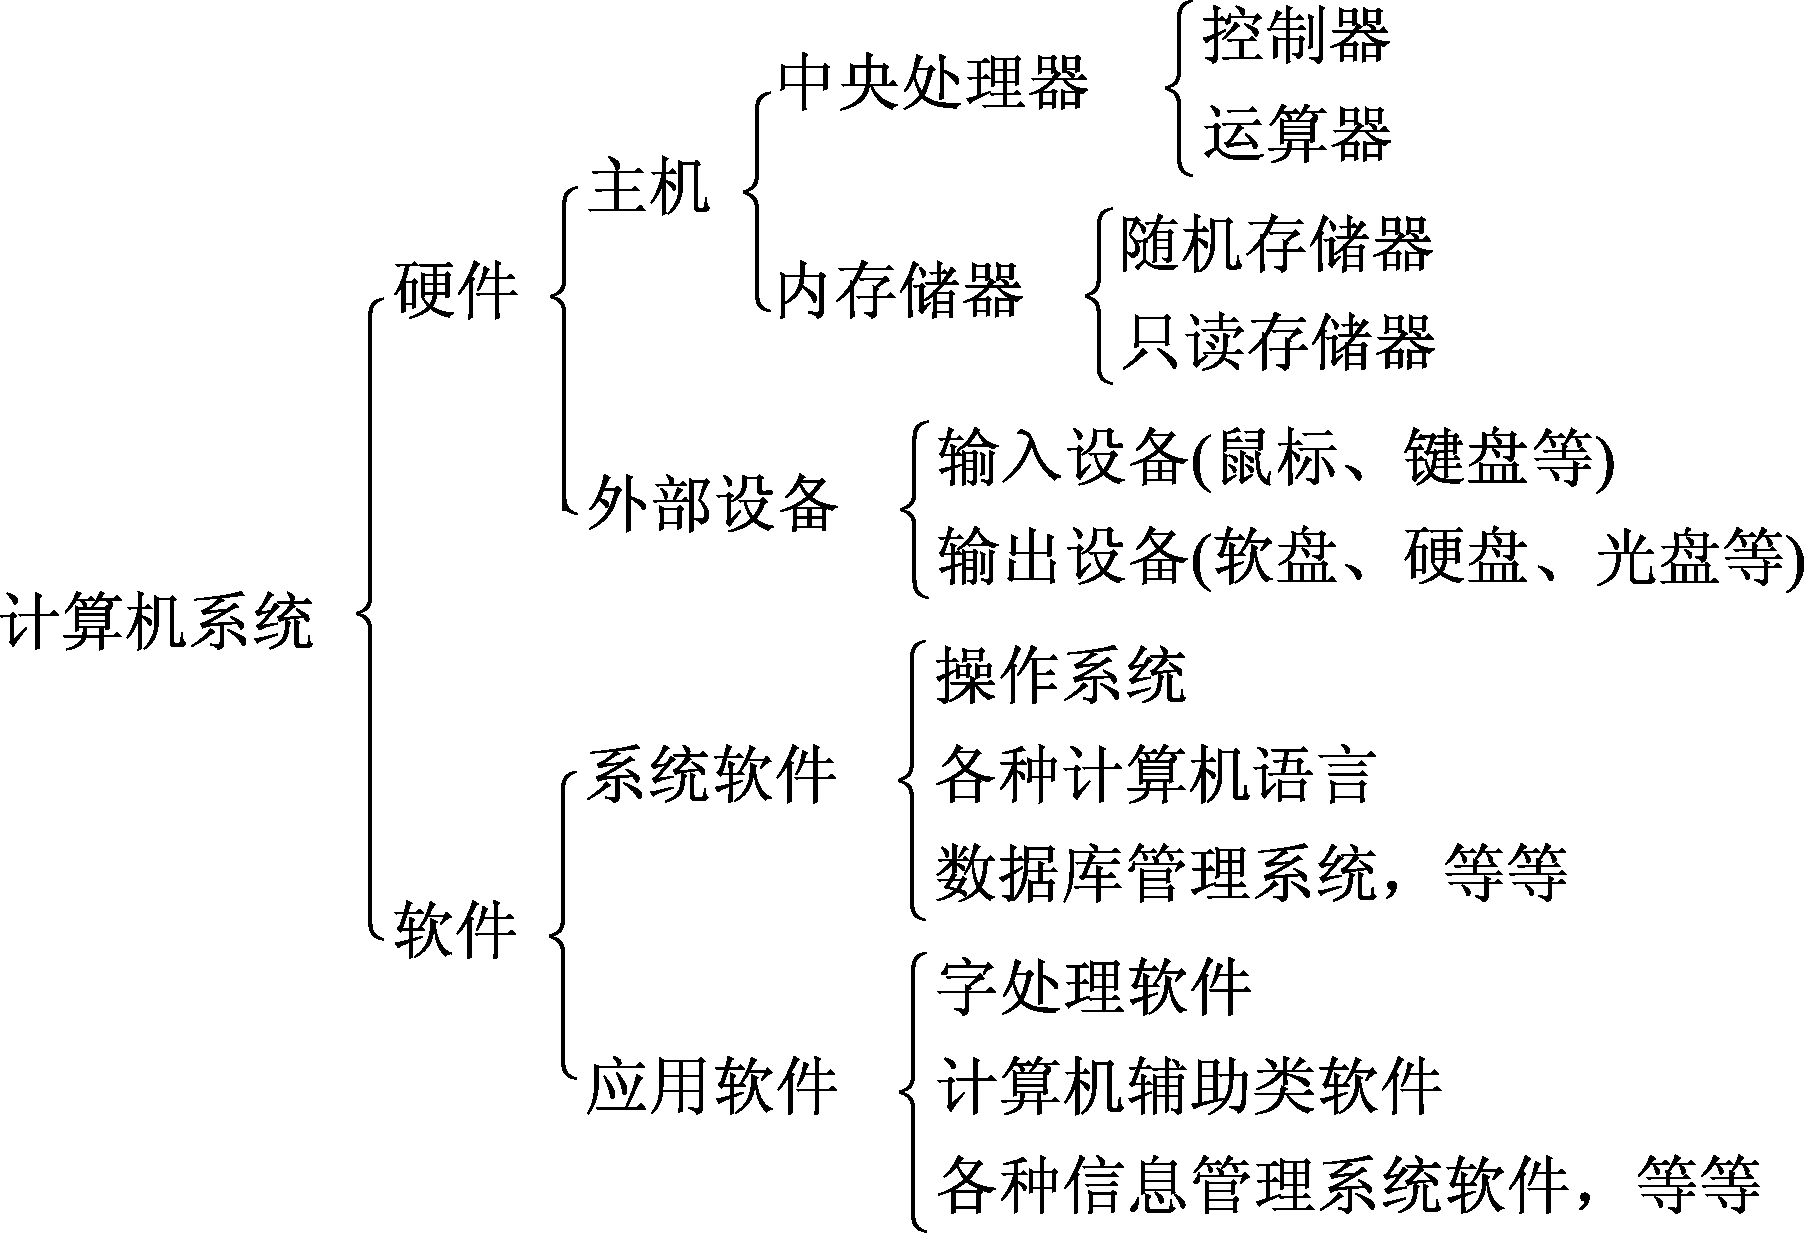 计算机系统
硬件
主机
中央处理器
控制器
运算器
内存储器
随机存储器
只读存储器
外部设备
输入设备(鼠标、键盘等)
输出设备(软盘、硬盘、光盘等)
软件
系统软件
操作系统
各种计算机语言
数据库管理系统，等等
应用软件
字处理软件
计算机辅助类软件
各种信息管理系统软件，等等